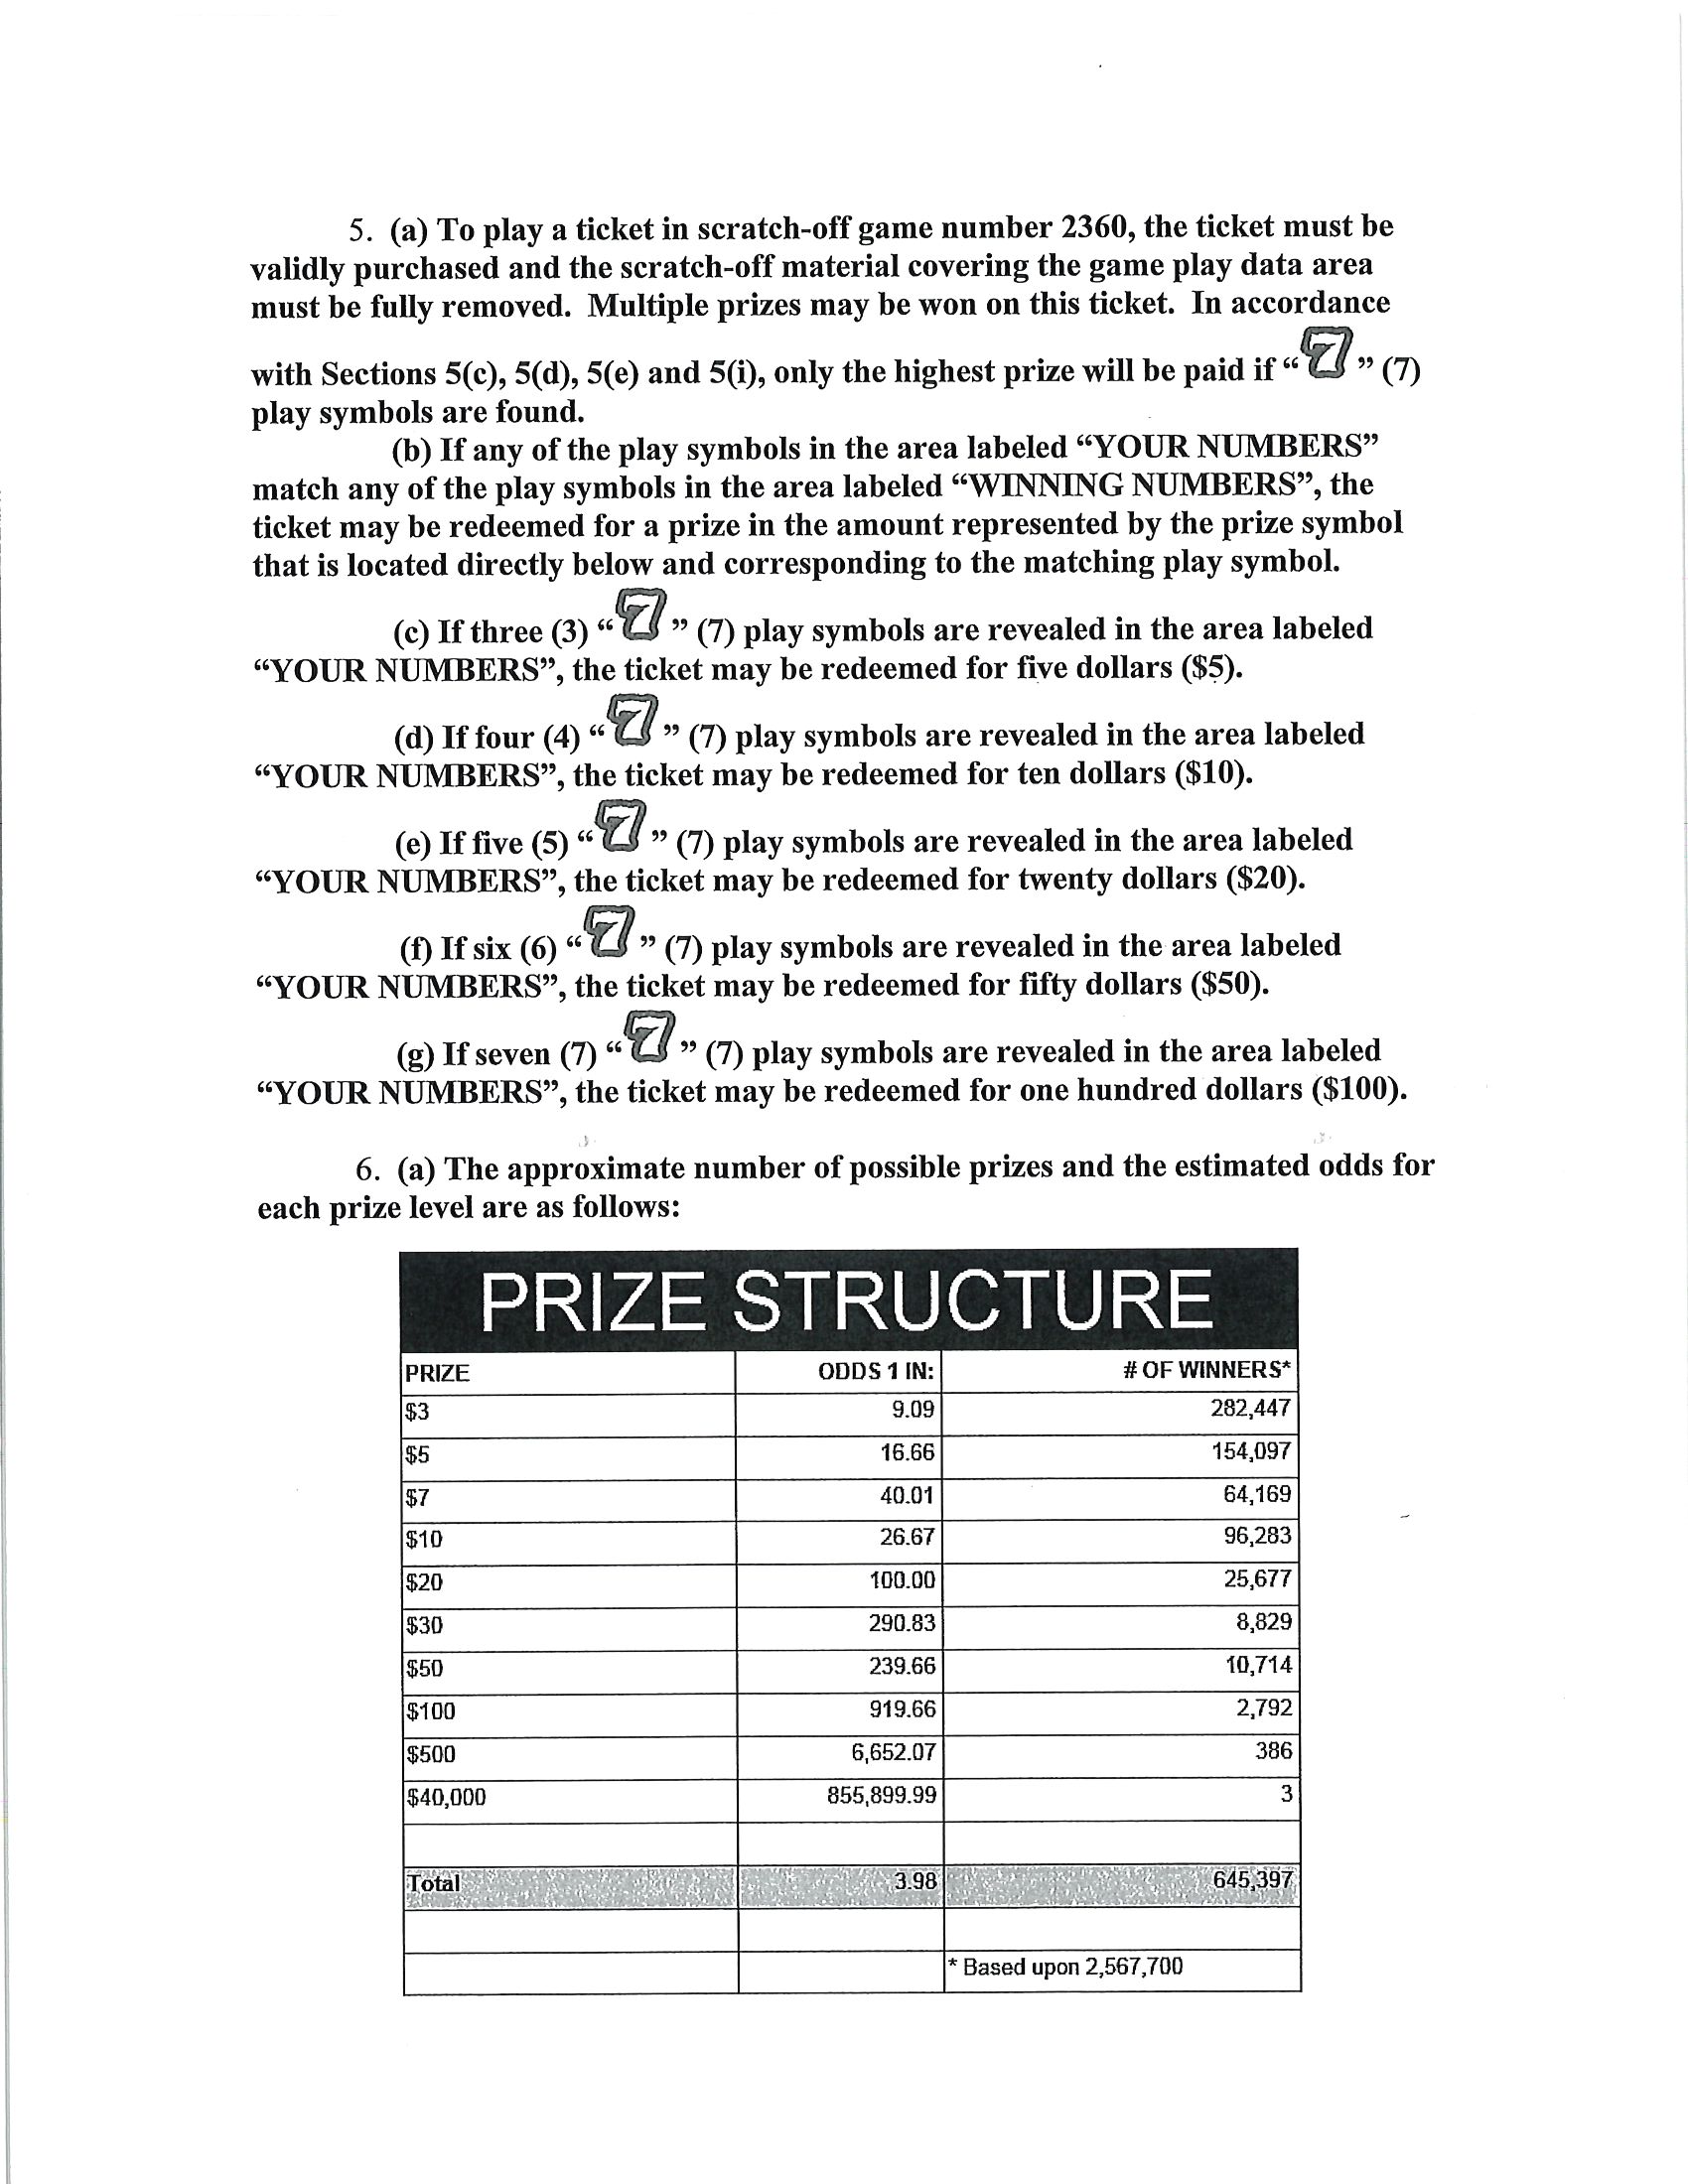 5. (a) To play a ticket in scratch-off game number 2360, the ticket must be
validly purchased and the scratch-off material covering the game play data area
must be fully removed. Multiple prizes may be won on this ticket. In accordance
with Sections 5(c), 5(d), 5(e) and 5(i), only the highest prize will be paid if “7” (7)
play symbols are found.
(b) If any of the play symbols in the area labeled “YOUR NUMBERS”
match any of the play symbols in the area labeled “WINNING NUMBERS”, the
ticket may be redeemed for a prize in the amount represented by the prize symbol
that is located directly below and corresponding to the matching play symbol.
(c) If three (3) “7” (7) play symbols are revealed in the area labeled
“YOUR NUMBERS”, the ticket may be redeemed for five dollars ($5).
(d) If four (4) “7” (7) play symbols are revealed in the area labeled
“YOUR NUMBERS”, the ticket may be redeemed for ten dollars ($10).
(e) If five (5) “7” (7) play symbols are revealed in the area labeled
“YOUR NUMBERS”, the ticket may be redeemed for twenty dollars ($20).
(f) If six (6) “7” (7) play symbols are revealed in the area labeled
“YOUR NUMBERS”, the ticket may be redeemed for fifty dollars ($50).
(g) If seven (7) “7” (7) play symbols are revealed in the area labeled
“YOUR NUMBERS”, the ticket may be redeemed for one hundred dollars ($100).
6. (a) The approximate number of possible prizes and the estimated odds for
each prize level are as follows:
PRIZE STRUCTURE
PRIZE ODDS 1 IN: # OF WINNERS*
$3 9.09 282,447
$5 16.66 154,097
$7 40.01 64,169
$10 26.67 96,283
$20 100.00 25,677
$30 290.83 8,829
$50 239.66 10,714
$100 919.66 2,792
$500 6,652.07 386
$40,000 855,899.99 3
Total 3.98 645,397
* Based upon 2,567,700